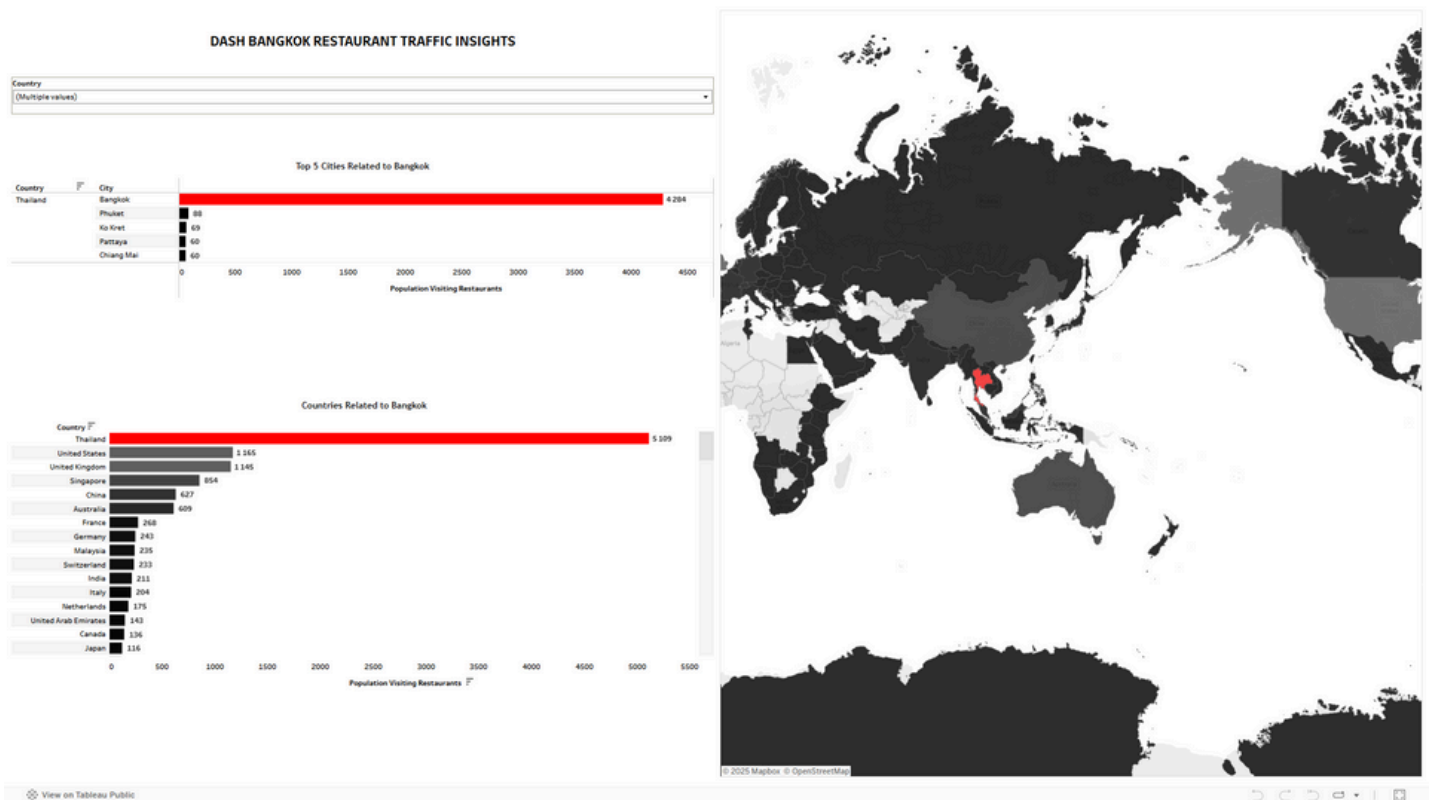 DASH BANGKOK RESTAURANT TRAFFIC INSIGHTS
Country
(Multiple values)
Top 5 Cities Related to Bangkok
Country City
Thailand Bangkok 4 284
Phuket 88
Ko Kret 69
Pattaya 60
Chiang Mai 60
0 500 1000 1500 2000 2500 3000 3500 4000 4500
Population Visiting Restaurants
Countries Related to Bangkok
Country
Thailand 5 109
United States 1 165
United Kingdom 1 145
Singapore 854
China 627
Australia 609
France 268
Germany 243
Malaysia 235
Switzerland 233
India 211
Italy 204
Netherlands 175
United Arab Emirates 143
Canada 136
Japan 116
0 500 1000 1500 2000 2500 3000 3500 4000 4500 5000 5500
Population Visiting Restaurants
Algeria
© 2025 Mapbox © OpenStreetMap
View on Tableau Public